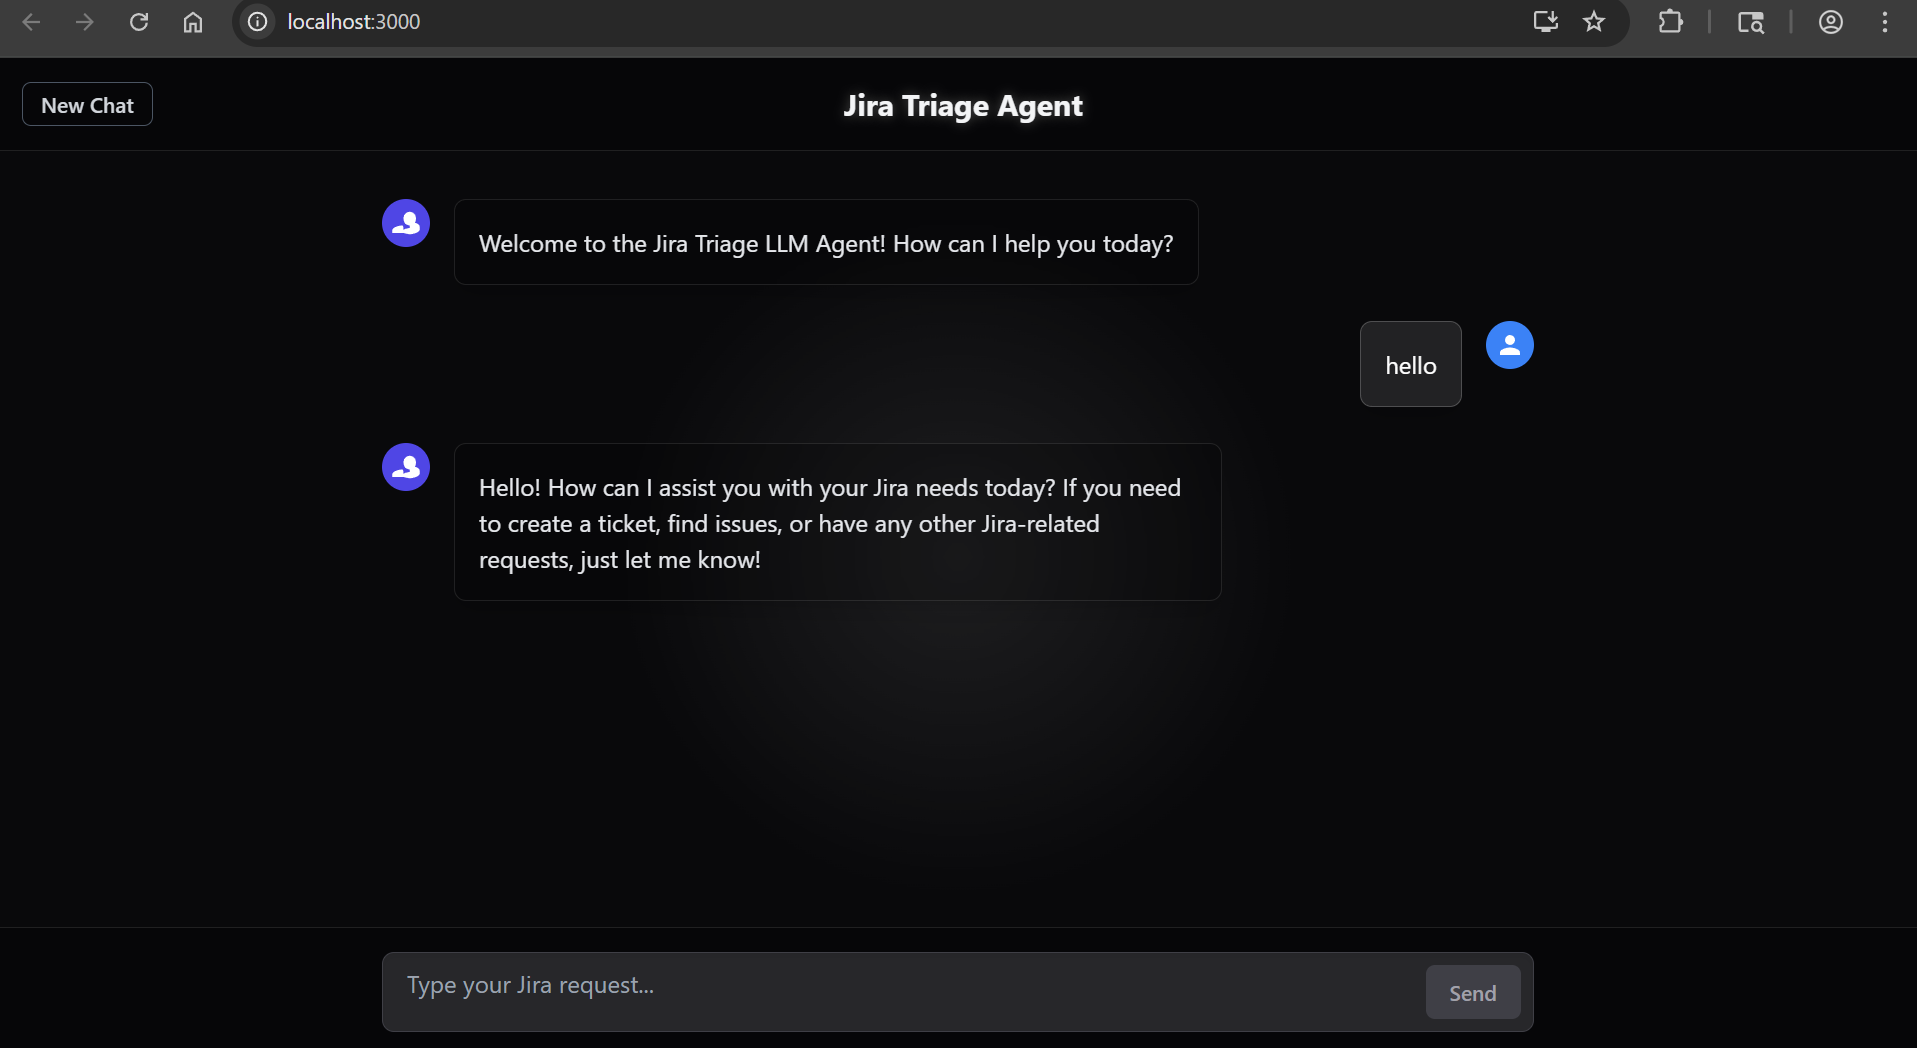 localhost:3000
New Chat
Jira Triage Agent
Welcome to the Jira Triage LLM Agent! How can I help you today?
hello
Hello! How can I assist you with your Jira needs today? If you need
to create a ticket, find issues, or have any other Jira-related
requests, just let me know!
Type your Jira request...
Send